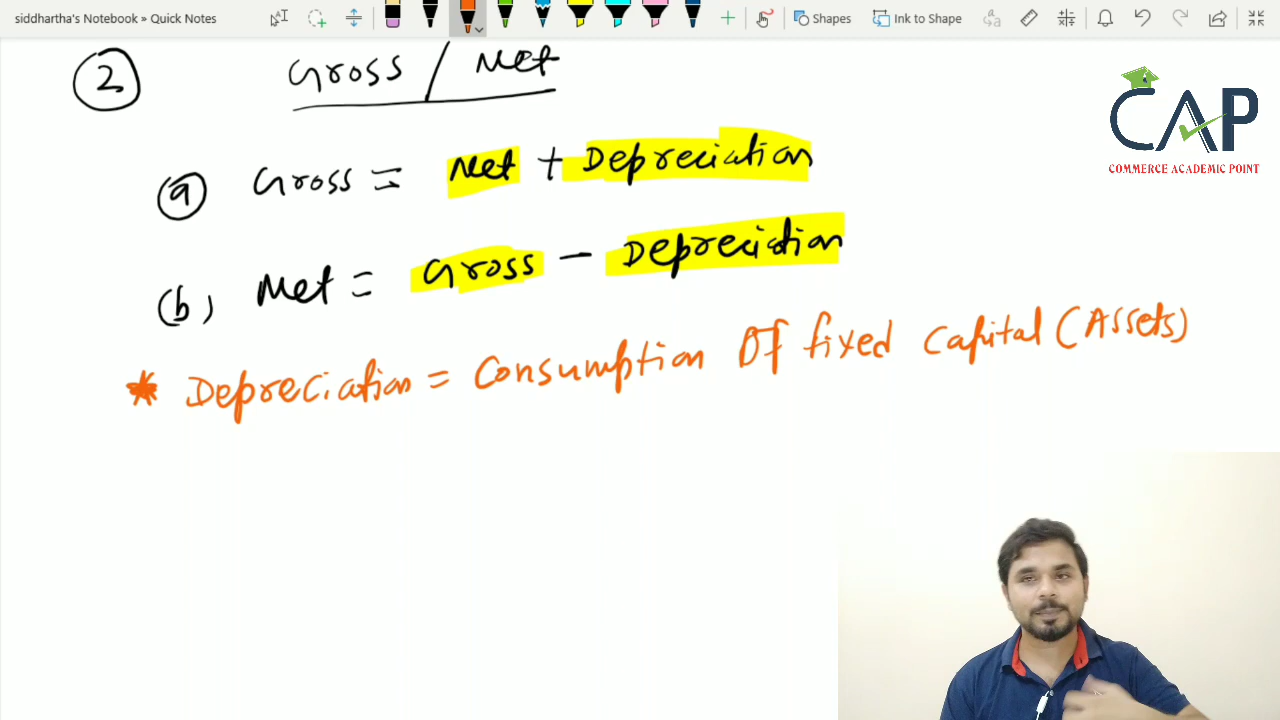 siddhartha's Notebook » Quick Notes
Shapes
Ink to Shape
2 Gross / Net
(a) Gross = Net + Depreciation
(b) Net = Gross - Depreciation
* Depreciation = Consumption Of fixed capital (Assets)
CAP
COMMERCE ACADEMIC POINT